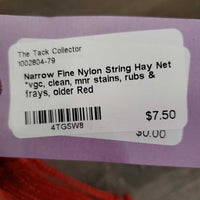 The Tack Collector
1002804-79
Narrow Fine Nylon String Hay Net
*vgc, clean, mnr stains, rubs &
frays, older Red
$7.50
4TGSW8
$0.00